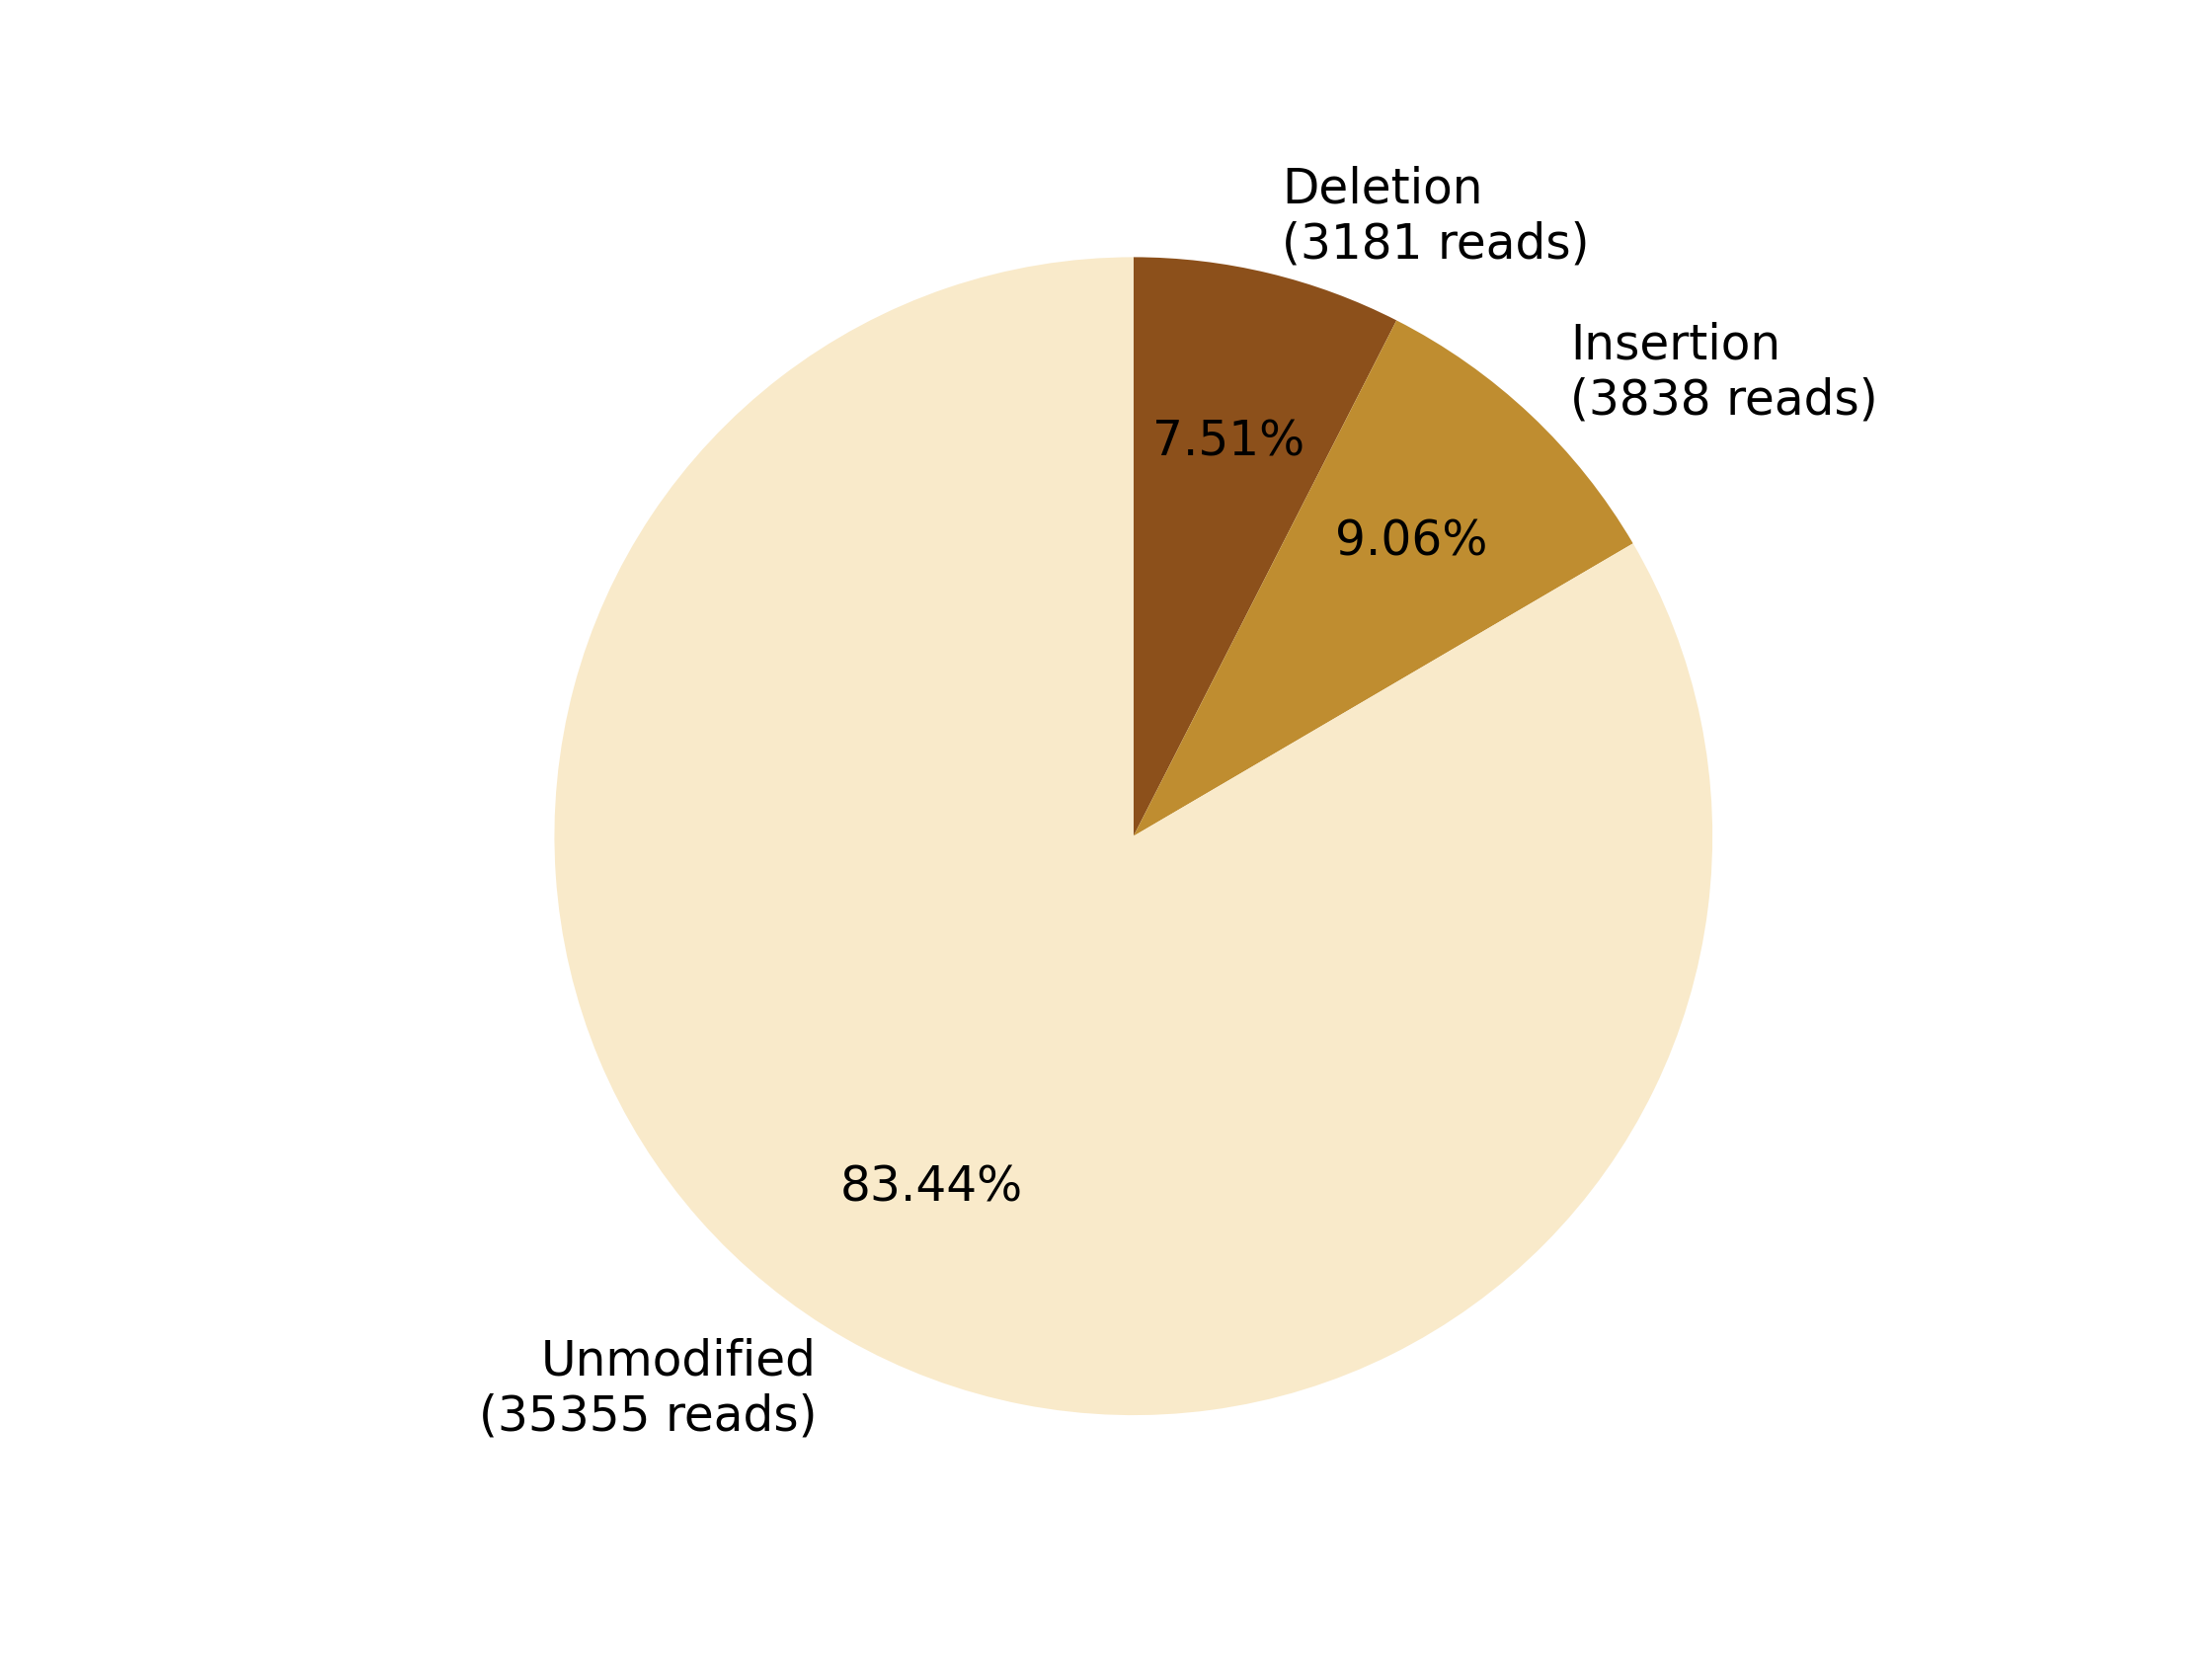 Deletion
(3181 reads)
Insertion
(3838 reads)
7.51%
9.06%
83.44%
Unmodified
(35355 reads)